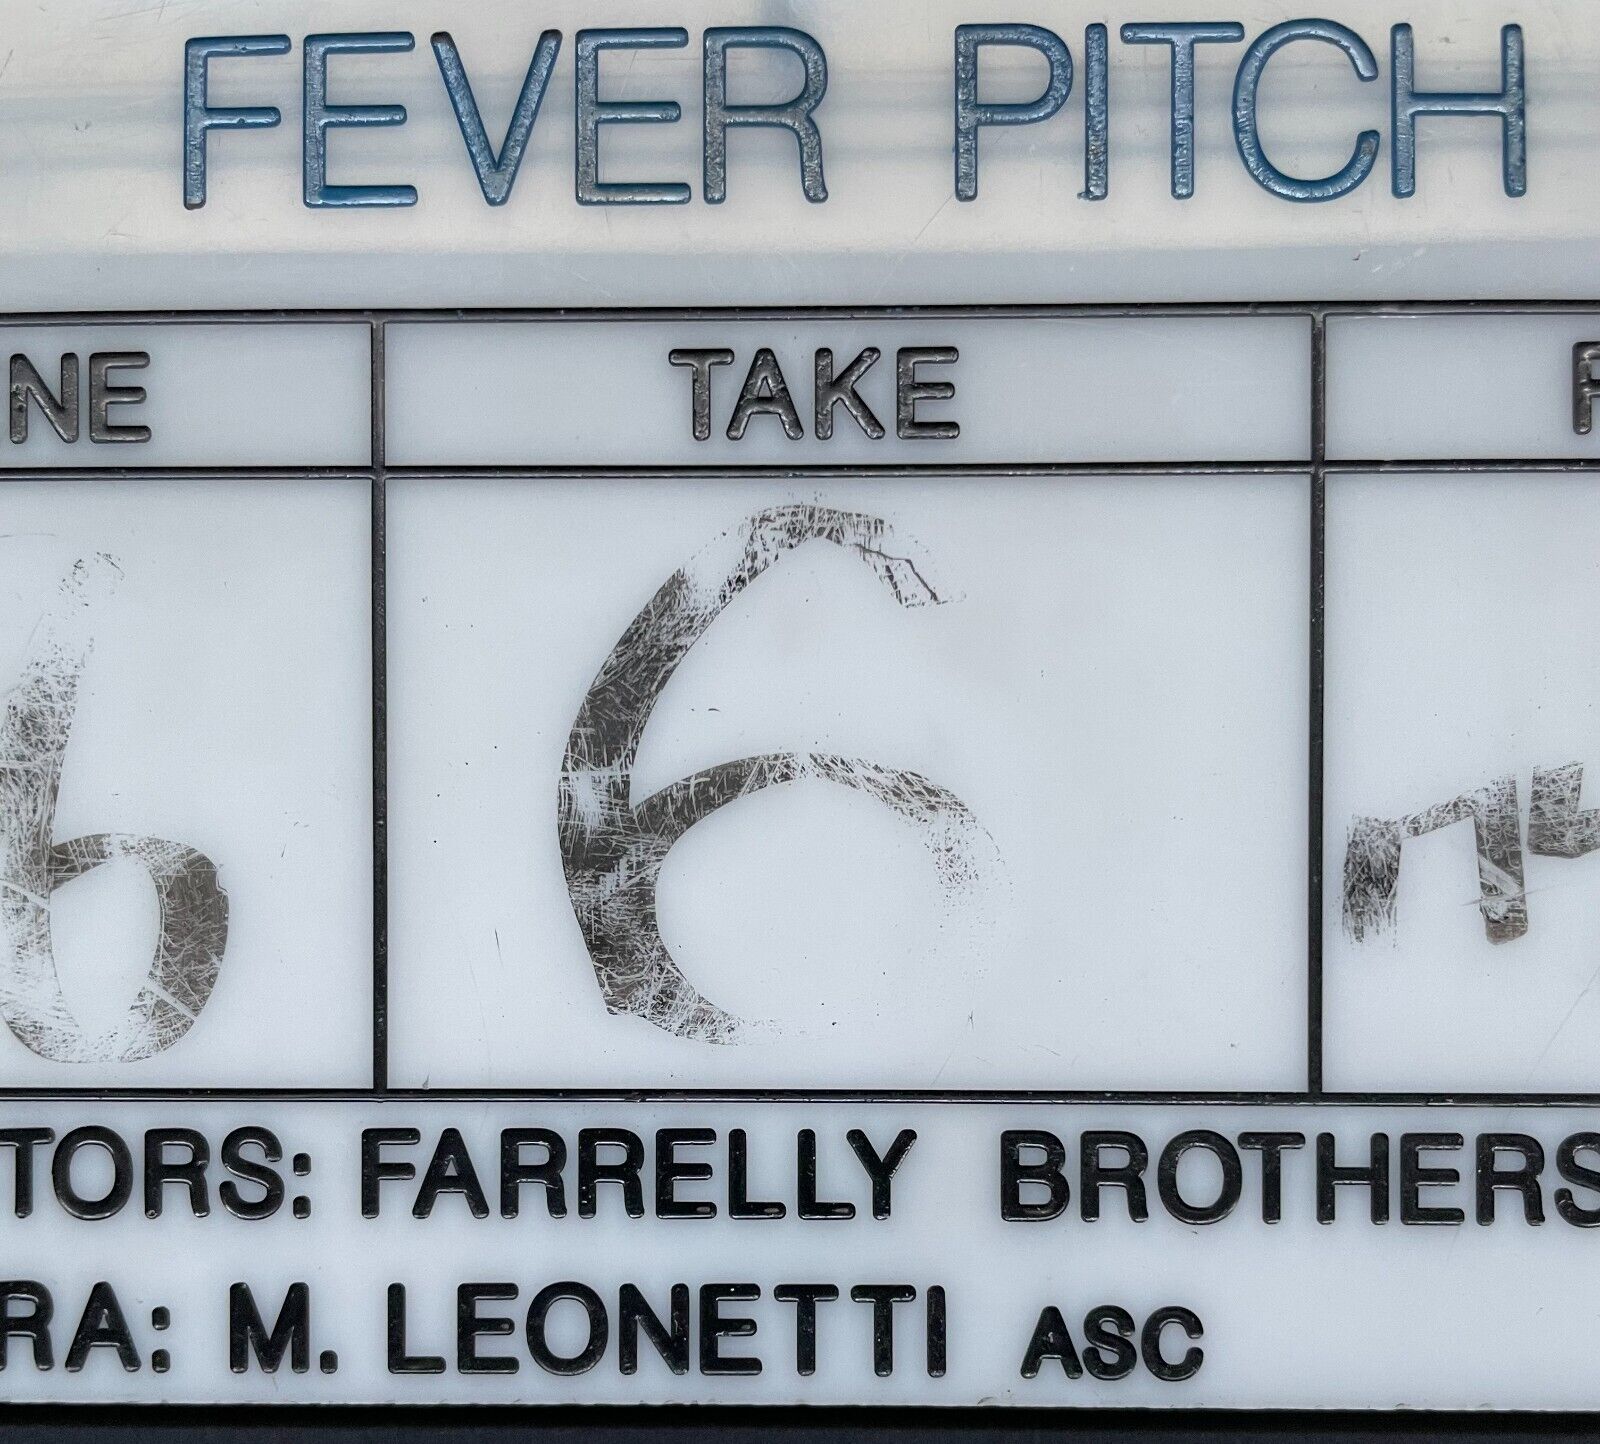 FEVER PITCH
NE TAKE
6 6
TORS: FARRELLY BROTHERS
RA: M. LEONETTI ASC